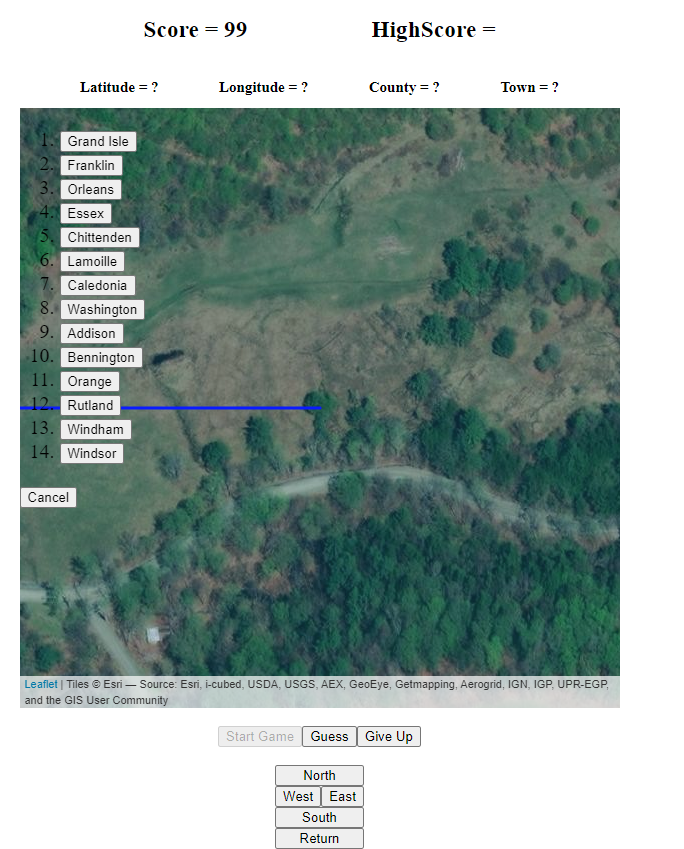 Score = 99 HighScore =
Latitude = ? Longitude = ? County = ? Town = ?
1. Grand Isle
2. Franklin
3. Orleans
4. Essex
5. Chittenden
6. Lamoille
7. Caledonia
8. Washington
9. Addison
10. Bennington
11. Orange
12. Rutland
13. Windham
14. Windsor
Cancel
Leaflet | Tiles © Esri — Source: Esri, i-cubed, USDA, USGS, AEX, GeoEye, Getmapping, Aerogrid, IGN, IGP, UPR-EGP,
and the GIS User Community
Start Game Guess Give Up
North
West East
South
Return